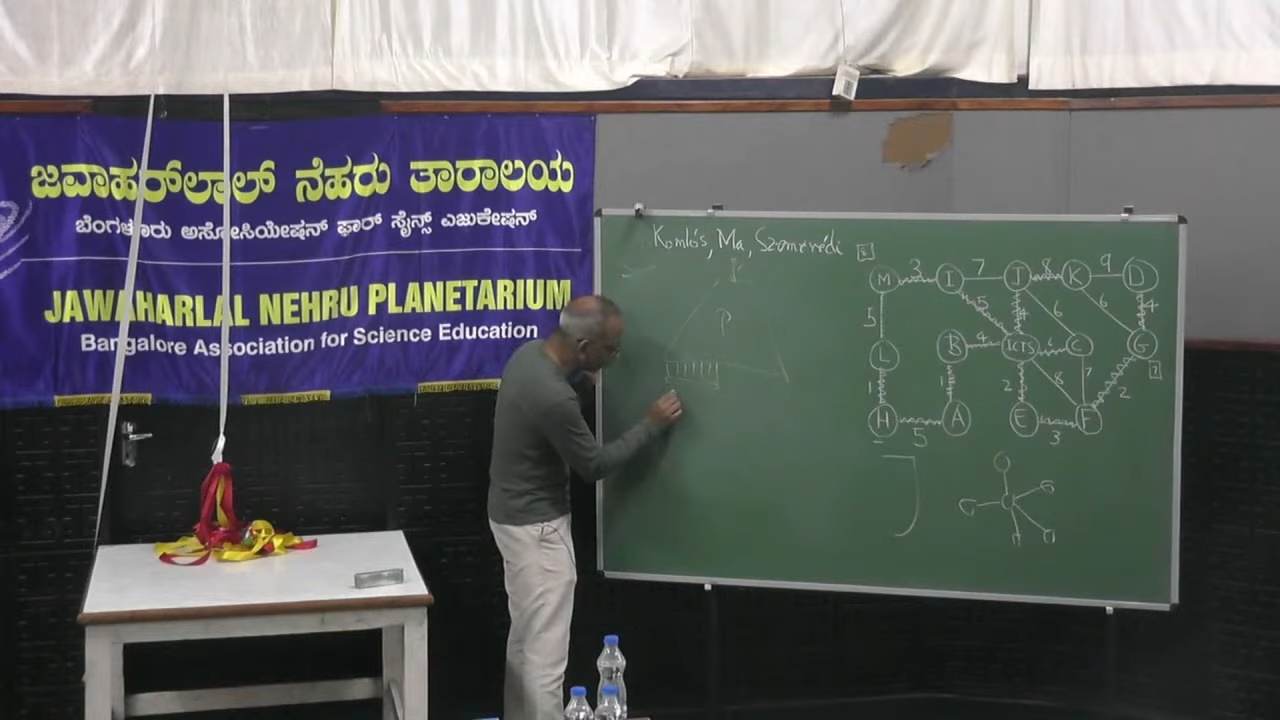 ಜವಾಹರ್‌ಲಾಲ್ ನೆಹರು ತಾರಾಲಯ
ಬೆಂಗಳೂರು ಅಸೋಸಿಯೇಷನ್ ಫಾರ್ ಸೈನ್ಸ್ ಎಜುಕೇಷನ್
JAWAHARLAL NEHRU PLANETARIUM
Bangalore Association for Science Education
Komlós, Ma, Szemerédi
P
M 3 I 7 J 8 K 9 D
5 5 4 6 6 4
L B 4 ICTS 6 C G
1 1 2 8 7 2
H 5 A E 3 F